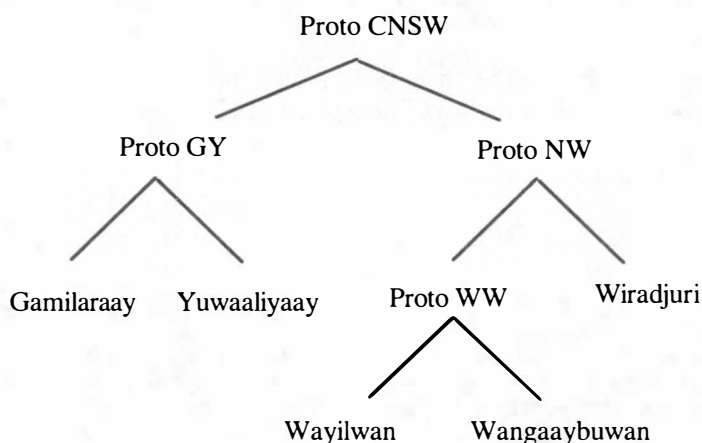 Proto CNSW
Proto GY Proto NW
Gamilaraay Yuwaaliyaay Proto WW Wiradjuri
Wayilwan Wangaaybuwan